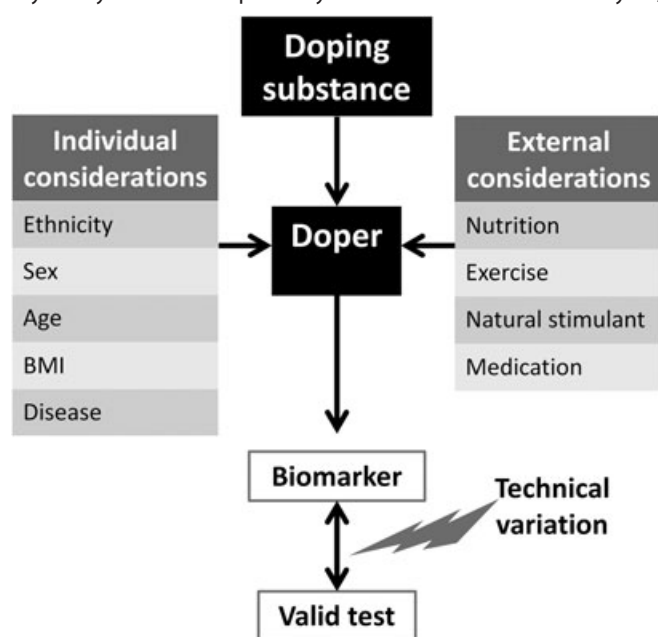 Doping
substance
Individual
considerations
Ethnicity
Sex
Age
BMI
Disease
Doper
External
considerations
Nutrition
Exercise
Natural stimulant
Medication
Biomarker
Technical
variation
Valid test